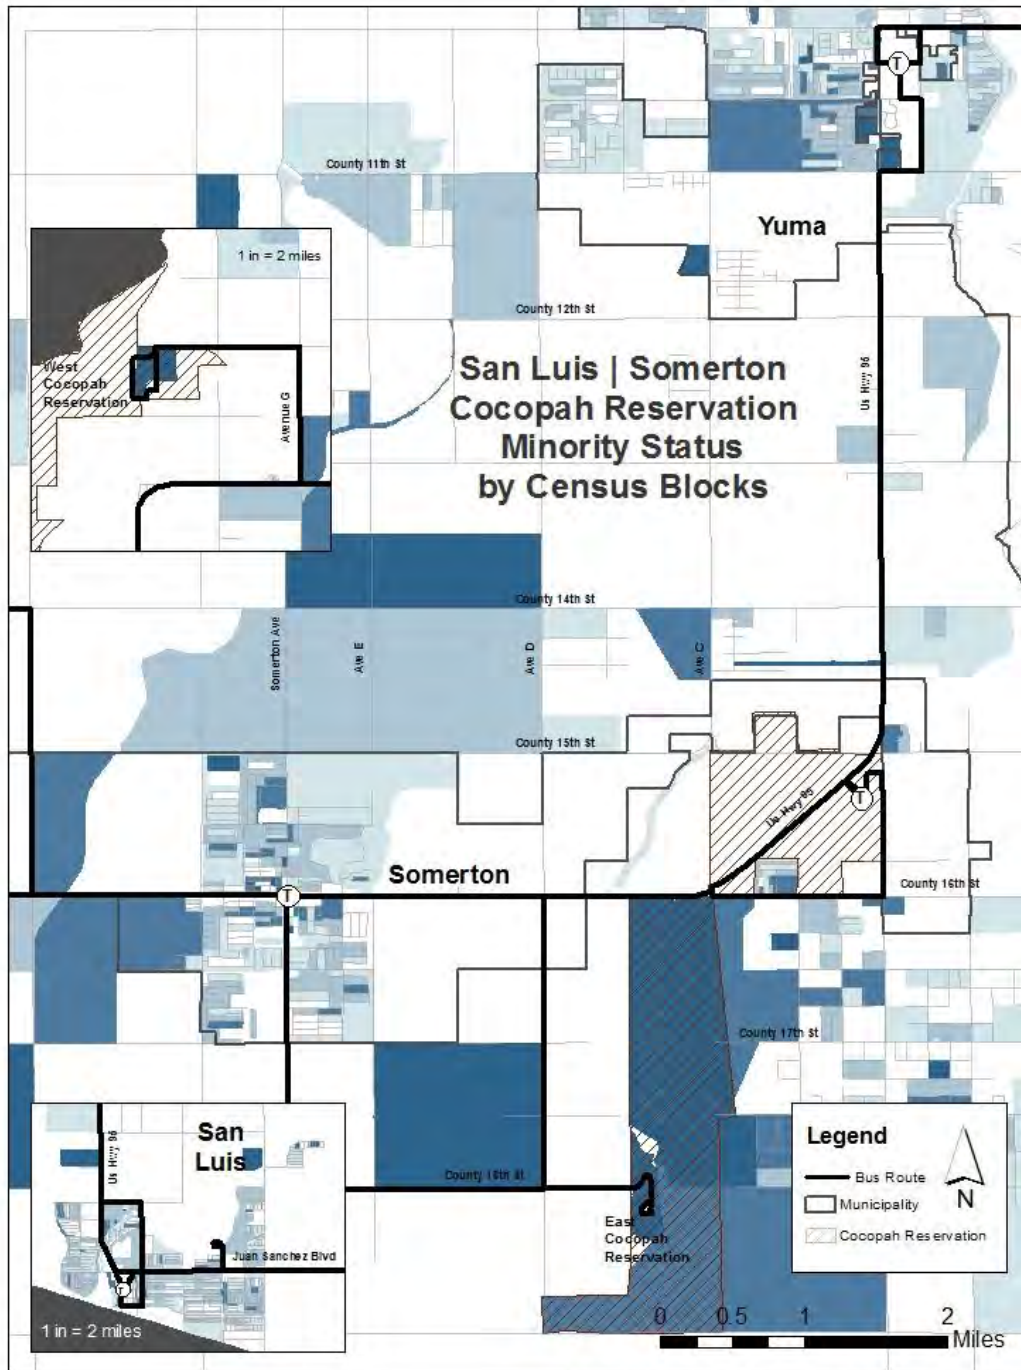 T
County 11th St
Yuma
1 in = 2 miles
County 12th St
West
Cocopah
Reservation
Avenue G
San Luis | Somerton
Cocopah Reservation
Minority Status
by Census Blocks
Us Hwy 95
County 14th St
Somerton Ave
Ave E
Ave D
Ave C
County 15th St
Us Hwy 95
T
Somerton
County 16th St
T
County 17th St
San
Luis
Us Hwy 95
County 18th St
Juan Sanchez Blvd
T
1 in = 2 miles
East
Cocopah
Reservation
Legend
Bus Route
Municipality
Cocopah Reservation
N
0 0.5 1 2
Miles